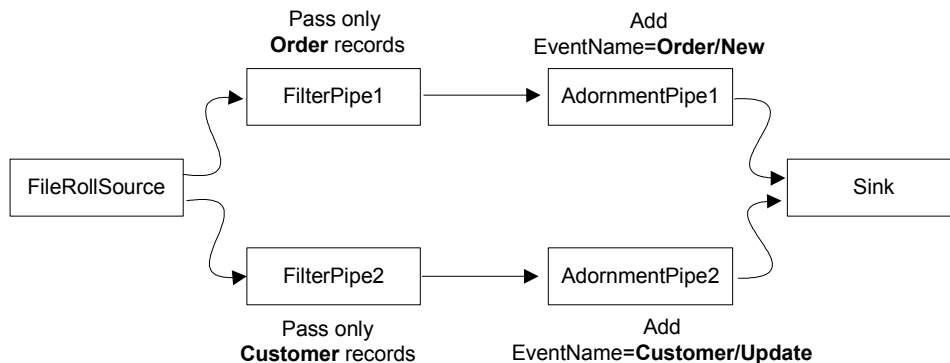 Pass only
Order records
Add
EventName=Order/New
FilterPipe1
AdornmentPipe1
FileRollSource
Sink
FilterPipe2
AdornmentPipe2
Pass only
Customer records
Add
EventName=Customer/Update